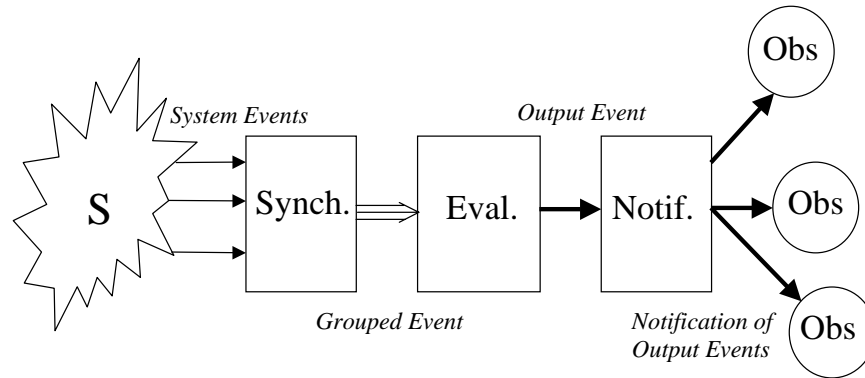 Obs
System Events
Output Event
S
Synch.
Eval.
Notif.
Obs
Grouped Event
Notification of
Output Events
Obs